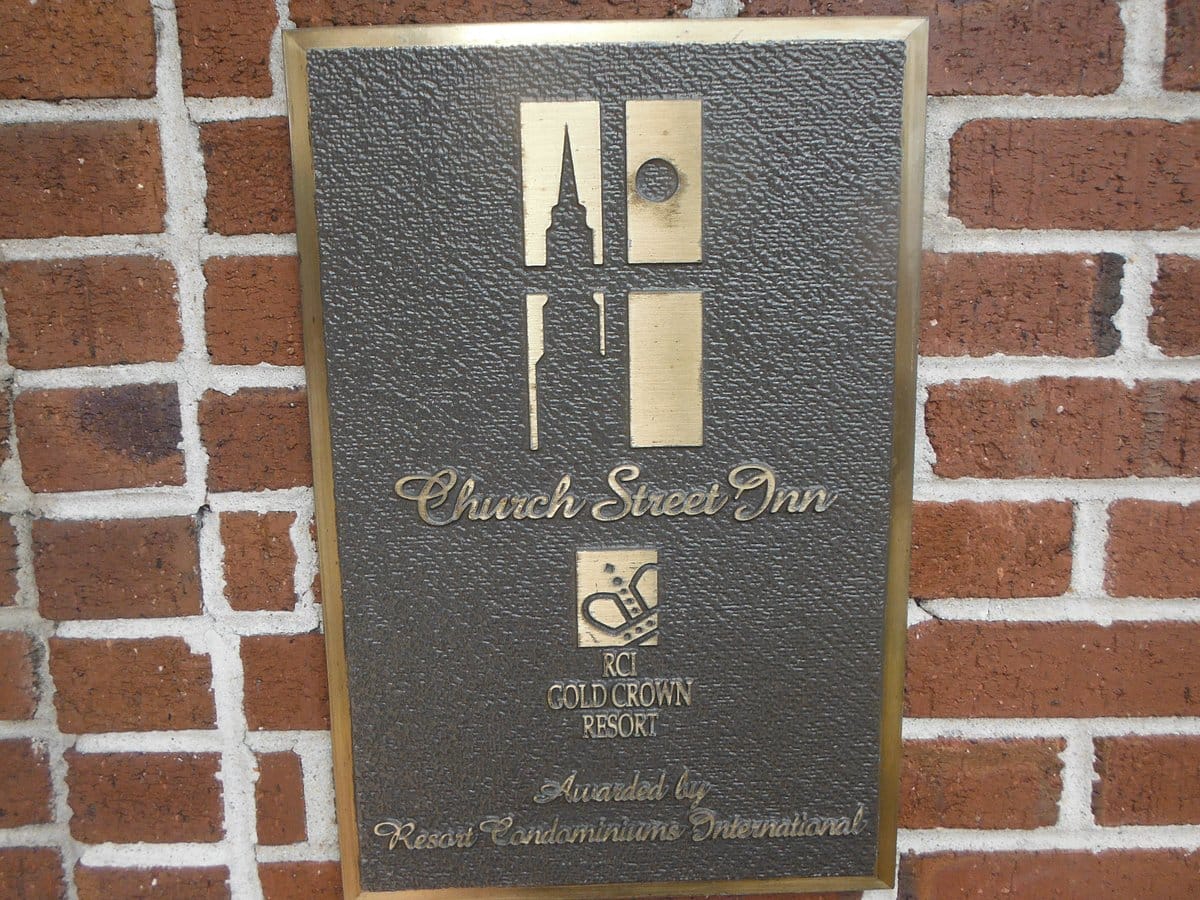 Church Street Inn
RCI
GOLD CROWN
RESORT
Awarded by
Resort Condominiums International